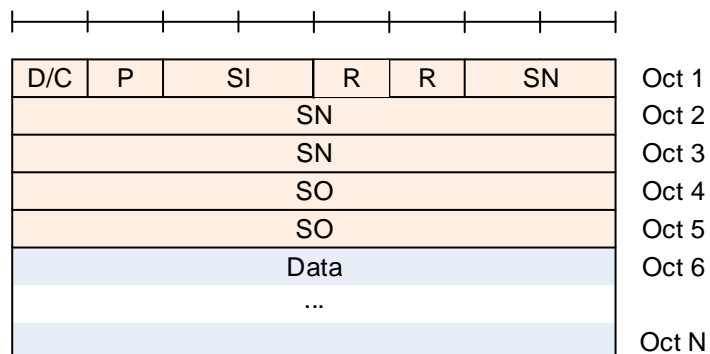 D/C P SI R R SN Oct 1
SN Oct 2
SN Oct 3
SO Oct 4
SO Oct 5
Data Oct 6
...
Oct N